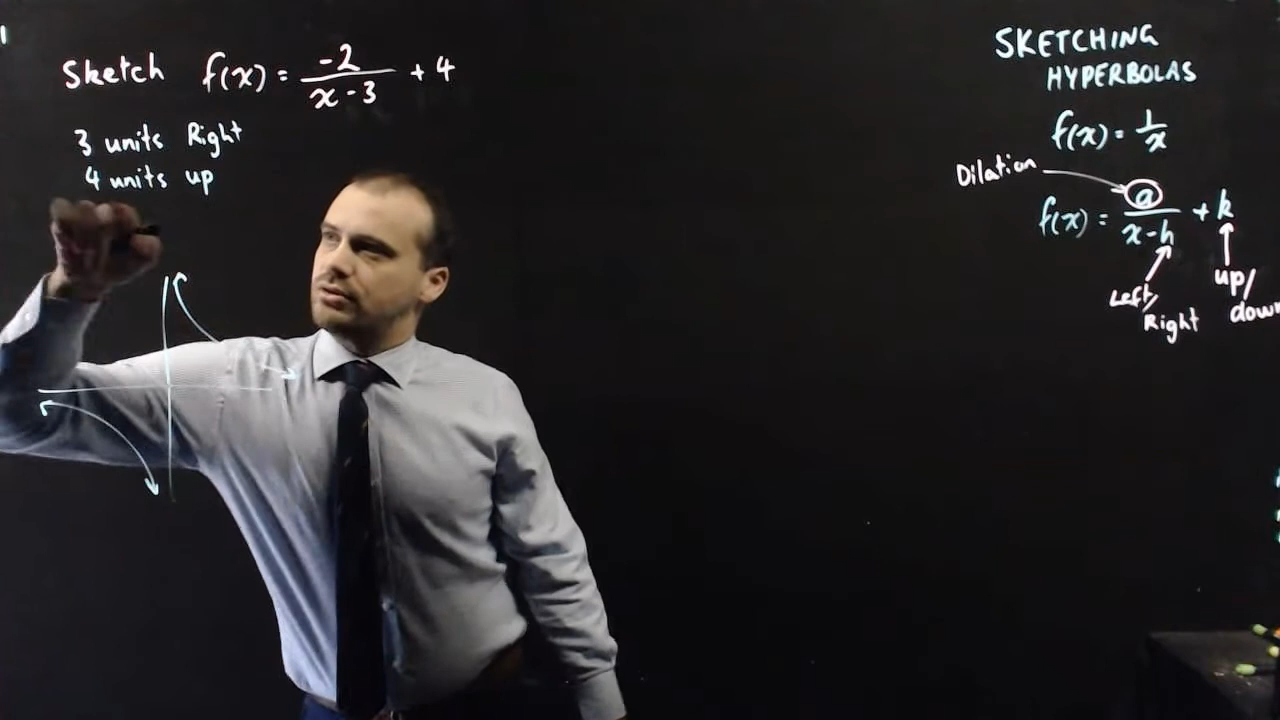 Sketch f(x) = -2/(x-3) + 4
3 units Right
4 units up
SKETCHING
HYPERBOLAS
f(x) = 1/x
Dilation
f(x) = a/(x-h) + k
Left/
Right
up/
down